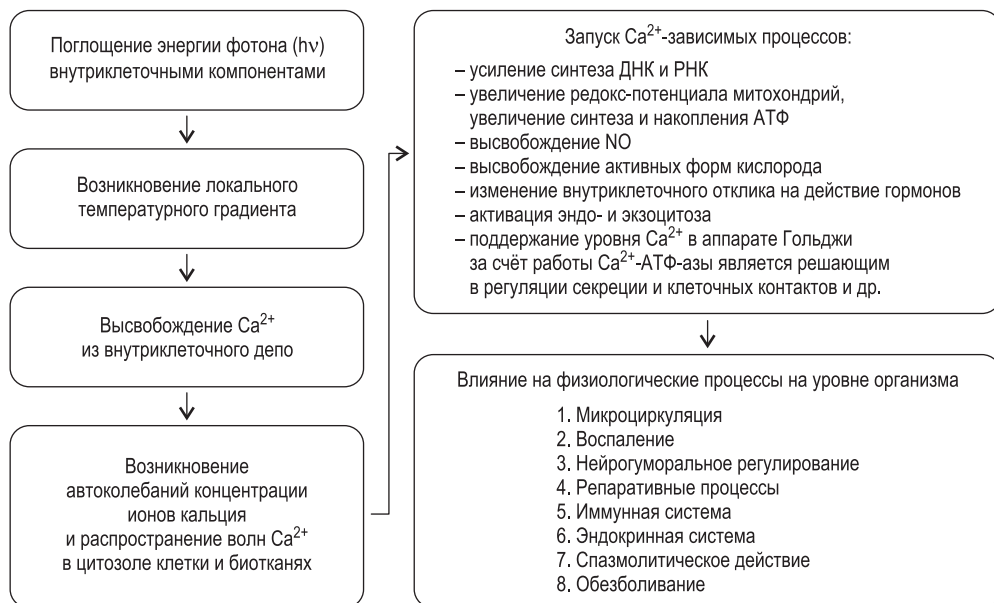 Поглощение энергии фотона (hν)
внутриклеточными компонентами
Возникновение локального
температурного градиента
Высвобождение Ca²⁺
из внутриклеточного депо
Возникновение
автоколебаний концентрации
ионов кальция
и распространение волн Ca²⁺
в цитозоле клетки и биотканях
Запуск Ca²⁺-зависимых процессов:
– усиление синтеза ДНК и РНК
– увеличение редокс-потенциала митохондрий,
увеличение синтеза и накопления АТФ
– высвобождение NO
– высвобождение активных форм кислорода
– изменение внутриклеточного отклика на действие гормонов
– активация эндо- и экзоцитоза
– поддержание уровня Ca²⁺ в аппарате Гольджи
за счёт работы Ca²⁺-АТФ-азы является решающим
в регуляции секреции и клеточных контактов и др.
Влияние на физиологические процессы на уровне организма
1. Микроциркуляция
2. Воспаление
3. Нейрогуморальное регулирование
4. Репаративные процессы
5. Иммунная система
6. Эндокринная система
7. Спазмолитическое действие
8. Обезболивание